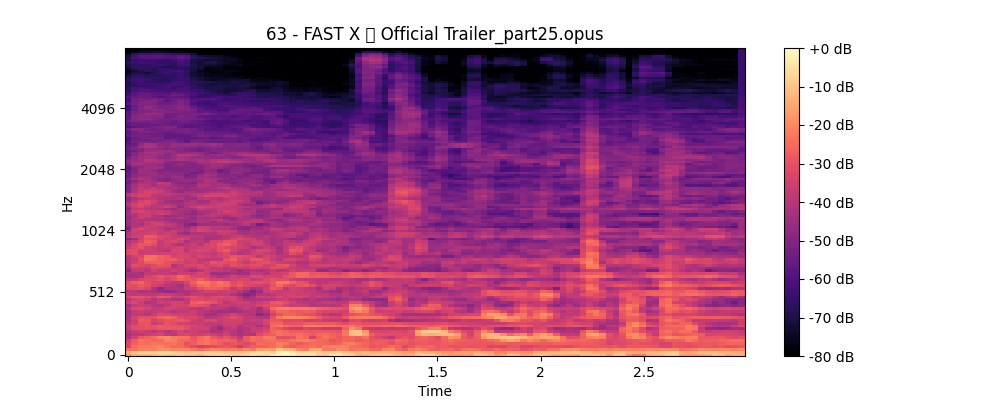 63 - FAST X  Official Trailer_part25.opus
Hz
4096
2048
1024
512
0
0
0.5
1
1.5
2
2.5
Time
+0 dB
-10 dB
-20 dB
-30 dB
-40 dB
-50 dB
-60 dB
-70 dB
-80 dB